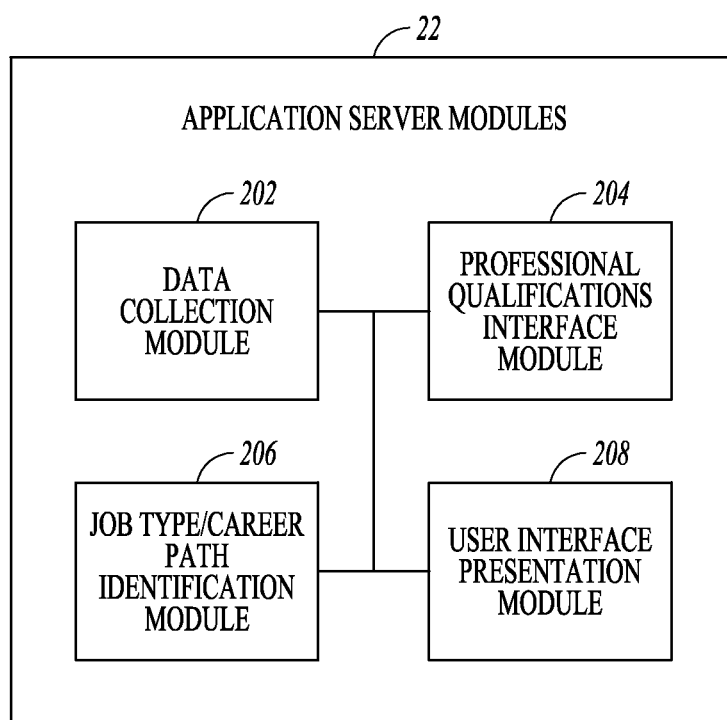 22
APPLICATION SERVER MODULES
202
DATA
COLLECTION
MODULE
204
PROFESSIONAL
QUALIFICATIONS
INTERFACE
MODULE
206
JOB TYPE/CAREER
PATH
IDENTIFICATION
MODULE
208
USER INTERFACE
PRESENTATION
MODULE